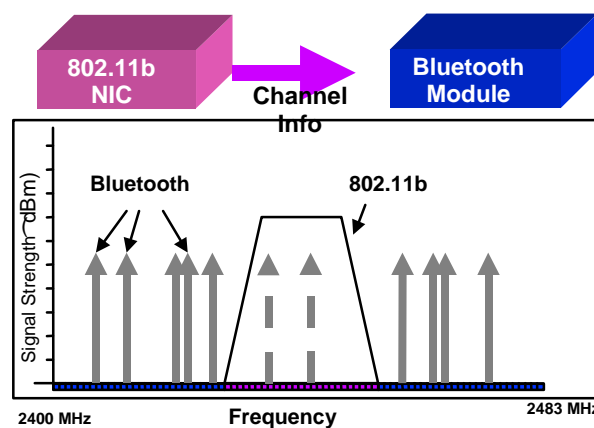 802.11b
NIC
Channel
Info
Bluetooth
Module
Signal Strength (dBm)
Bluetooth
802.11b
2400 MHz
Frequency
2483 MHz